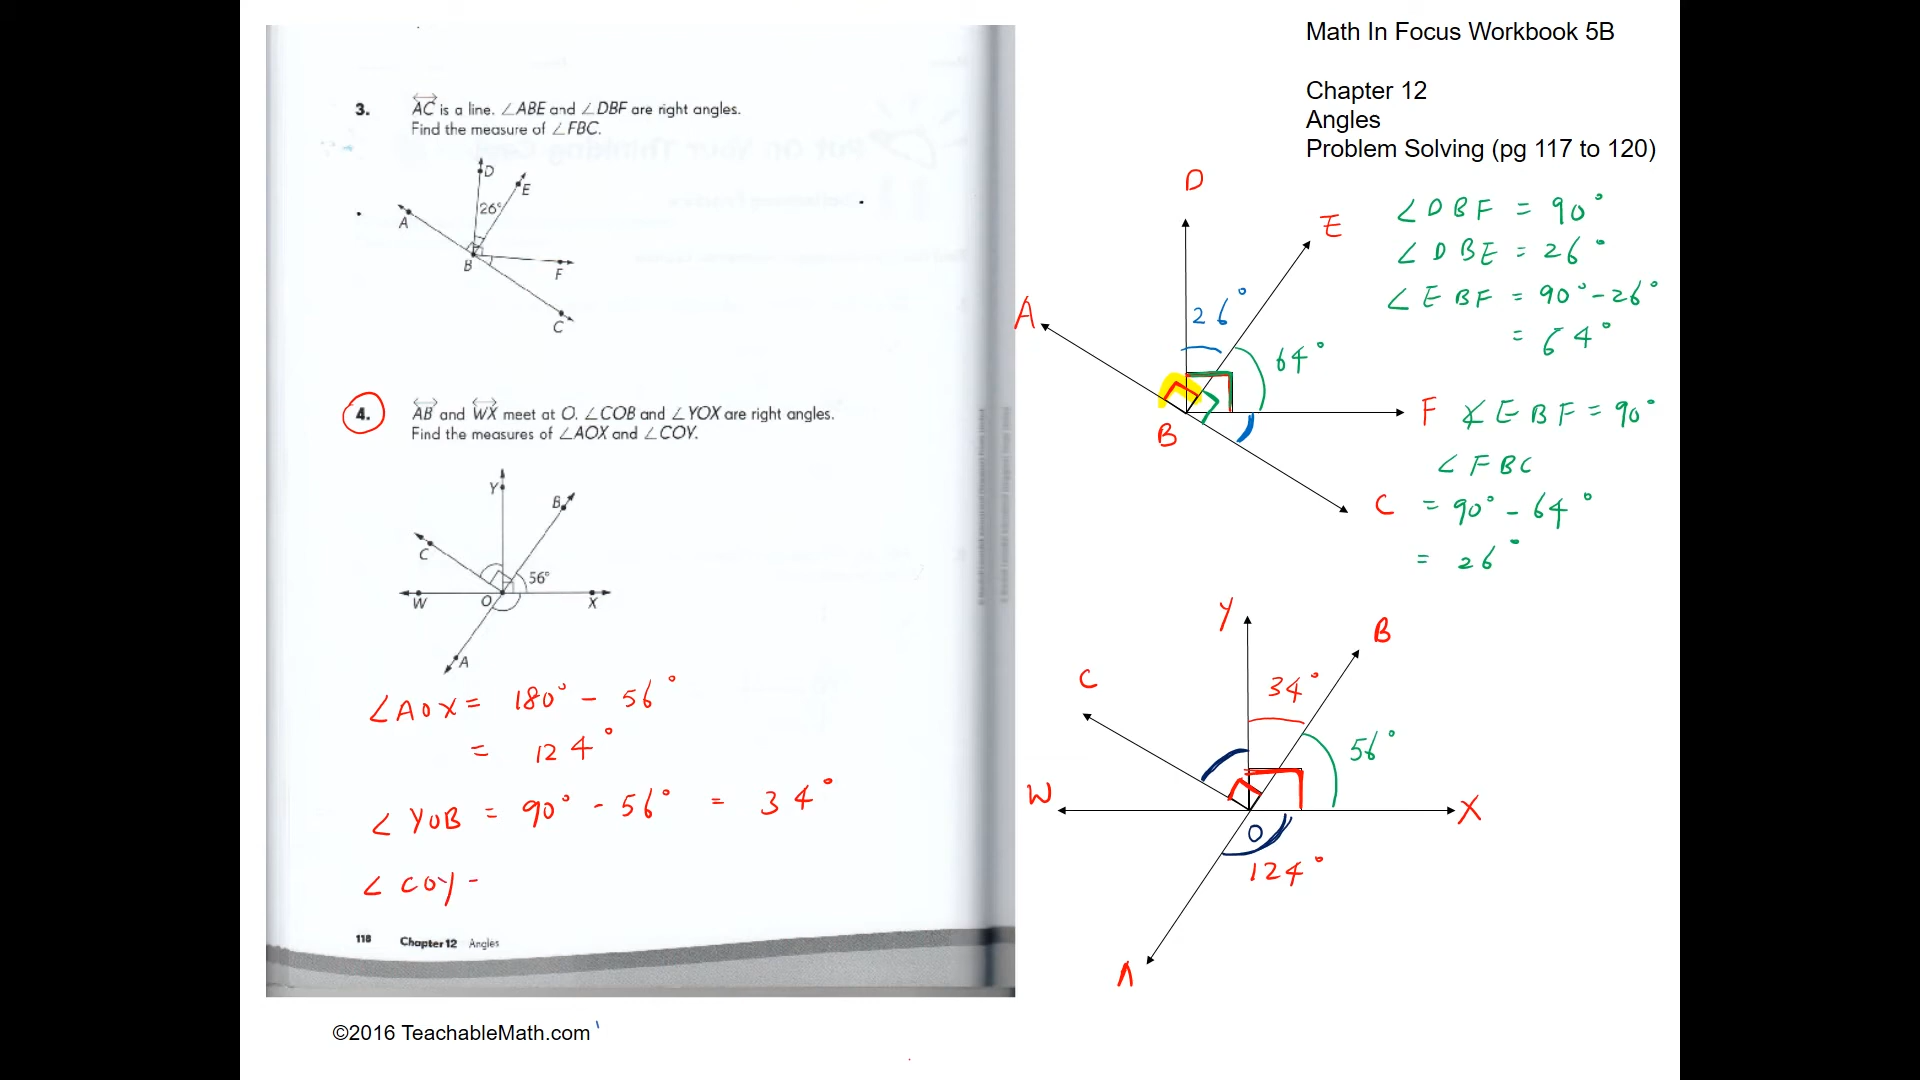 Math In Focus Workbook 5B
Chapter 12
Angles
Problem Solving (pg 117 to 120)
3. AC is a line. ∠ABE and ∠DBF are right angles.
Find the measure of ∠FBC.
D
E
26°
A
B
F
C
4. AB and WX meet at O. ∠COB and ∠YOX are right angles.
Find the measures of ∠AOX and ∠COY.
Y
B
C
56°
W
O
X
A
∠AOX = 180° - 56°
= 124°
∠YOB = 90° - 56° = 34°
∠COY -
118 Chapter 12 Angles
©2016 TeachableMath.com
D
E
A
26°
64°
B
F
C
∠DBF = 90°
∠DBE = 26°
∠EBF = 90° - 26°
= 64°
∠EBF = 90°
∠FBC
= 90° - 64°
= 26°
Y
B
C
34°
56°
W
X
O
124°
A